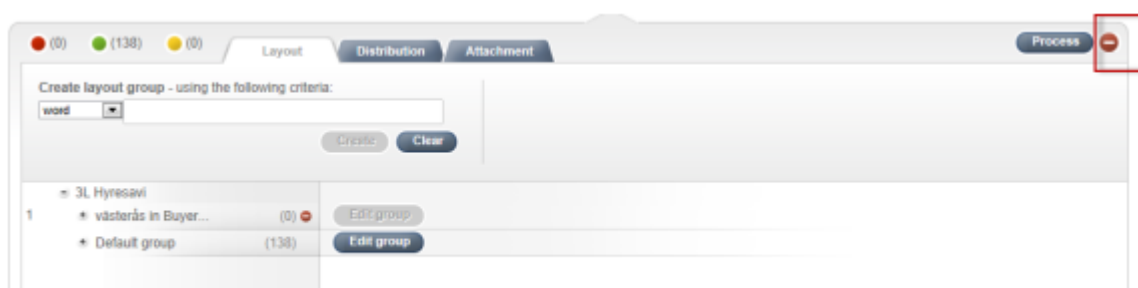 (0) (138) (0) Layout Distribution Attachment Process
Create layout group - using the following criteria:
word
Create Clear
3L Hyresavi
1 västerås in Buyer... (0) Edit group
Default group (138) Edit group